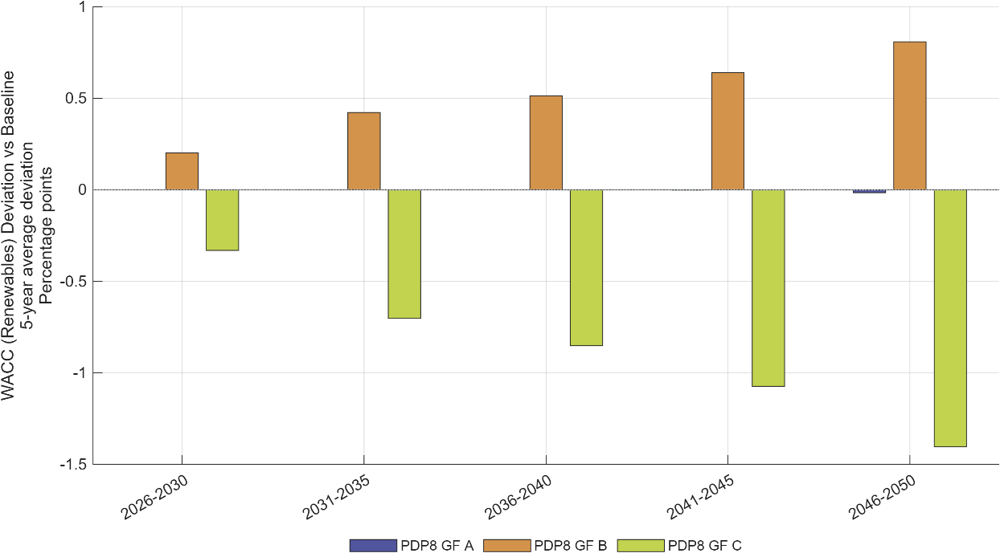 WACC (Renewables) Deviation vs Baseline
5-year average deviation
Percentage points
1
0.5
0
-0.5
-1
-1.5
2026-2030
2031-2035
2036-2040
2041-2045
2046-2050
PDP8 GF A
PDP8 GF B
PDP8 GF C